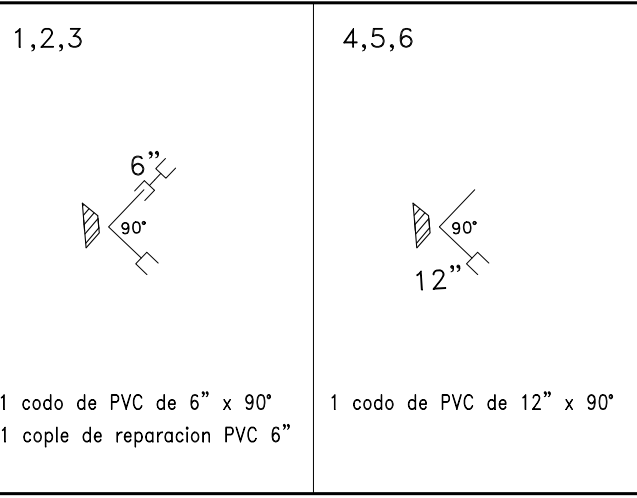 1,2,3
6”
90°
1 codo de PVC de 6” x 90°
1 cople de reparacion PVC 6”
4,5,6
90°
12”
1 codo de PVC de 12” x 90°